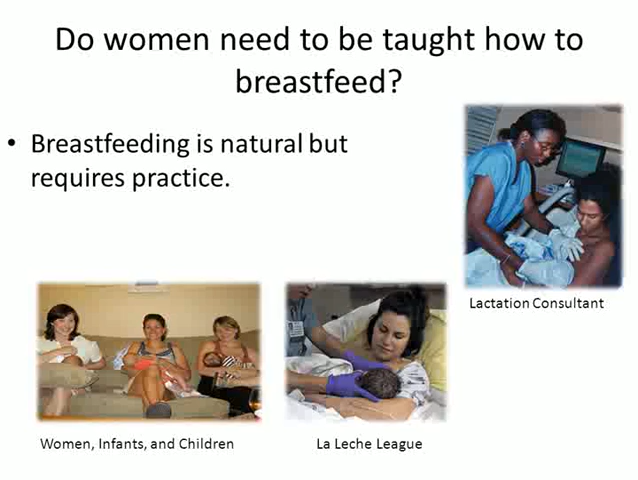 Do women need to be taught how to
breastfeed?
• Breastfeeding is natural but
requires practice.
Lactation Consultant
Women, Infants, and Children
La Leche League